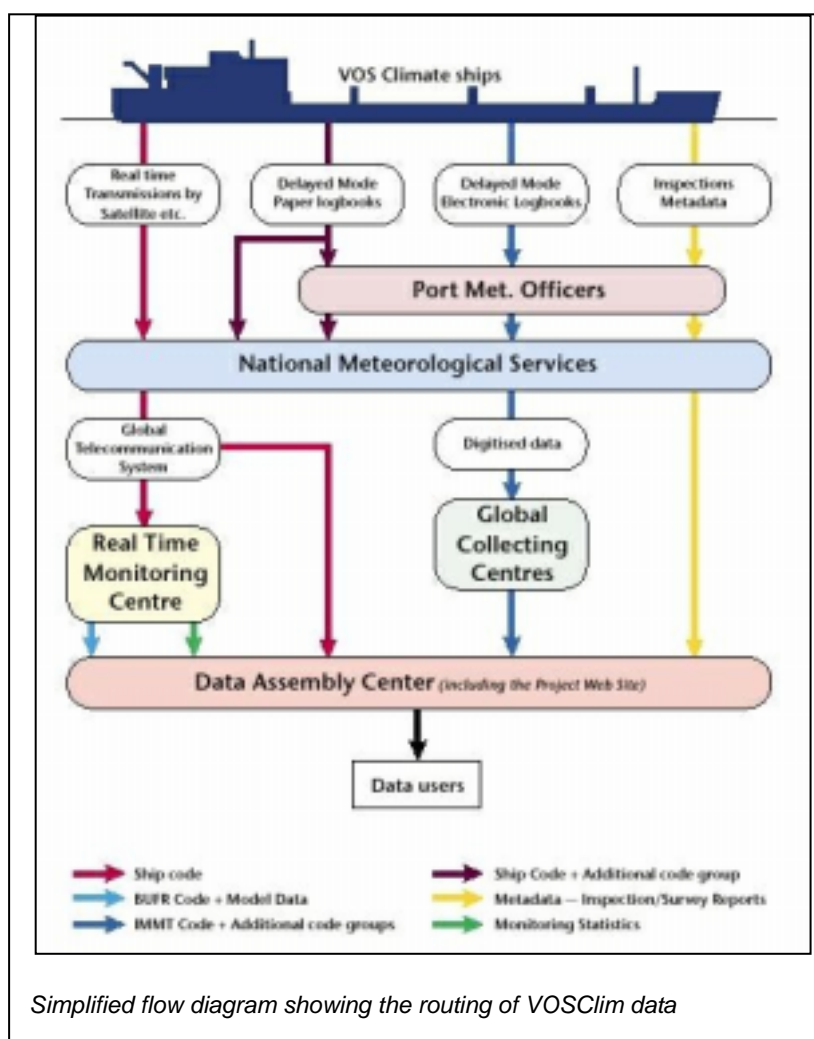 VOS Climate ships
Real time
Transmissions by
Satellite etc.
Delayed Mode
Paper logbooks
Delayed Mode
Electronic Logbooks
Inspections
Metadata
Port Met. Officers
National Meteorological Services
Global
Telecommunication
System
Digitised data
Real Time
Monitoring
Centre
Global
Collecting
Centres
Data Assembly Center (including the Project Web Site)
Data users
Ship code
BUFR Code + Model Data
IMMT Code + Additional code groups
Ship Code + Additional code group
Metadata — Inspection/Survey Reports
Monitoring Statistics
Simplified flow diagram showing the routing of VOSClim data